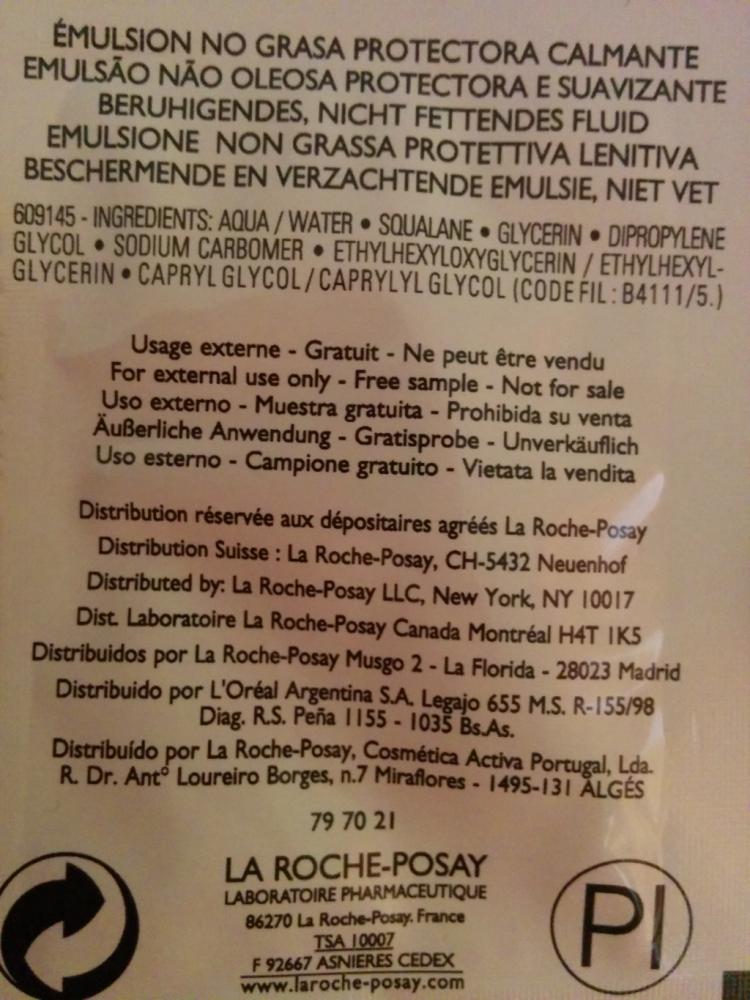 ÉMULSION NO GRASA PROTECTORA CALMANTE
EMULSÃO NÃO OLEOSA PROTECTORA E SUAVIZANTE
BERUHIGENDES, NICHT FETTENDES FLUID
EMULSIONE NON GRASSA PROTETTIVA LENITIVA
BESCHERMENDE EN VERZACHTENDE EMULSIE, NIET VET
609145 - INGREDIENTS: AQUA / WATER • SQUALANE • GLYCERIN • DIPROPYLENE
GLYCOL • SODIUM CARBOMER • ETHYLHEXYLOXYGLYCERIN / ETHYLHEXYL-
GLYCERIN • CAPRYL GLYCOL / CAPRYLYL GLYCOL (CODE FIL : B4111/5.)
Usage externe - Gratuit - Ne peut être vendu
For external use only - Free sample - Not for sale
Uso externo - Muestra gratuita - Prohibida su venta
Äußerliche Anwendung - Gratisprobe - Unverkäuflich
Uso esterno - Campione gratuito - Vietata la vendita
Distribution réservée aux dépositaires agréés La Roche-Posay
Distribution Suisse : La Roche-Posay, CH-5432 Neuenhof
Distributed by: La Roche-Posay LLC, New York, NY 10017
Dist. Laboratoire La Roche-Posay Canada Montréal H4T 1K5
Distribuidos por La Roche-Posay Musgo 2 - La Florida - 28023 Madrid
Distribuido por L'Oréal Argentina S.A. Legajo 655 M.S. R-155/98
Diag. R.S. Peña 1155 - 1035 Bs.As.
Distribuído por La Roche-Posay, Cosmética Activa Portugal, Lda.
R. Dr. Antº Loureiro Borges, n.7 Miraflores - 1495-131 ALGÉS
79 70 21
LA ROCHE-POSAY
LABORATOIRE PHARMACEUTIQUE
86270 La Roche-Posay. France
TSA 10007
F 92667 ASNIERES CEDEX
www.laroche-posay.com
PI